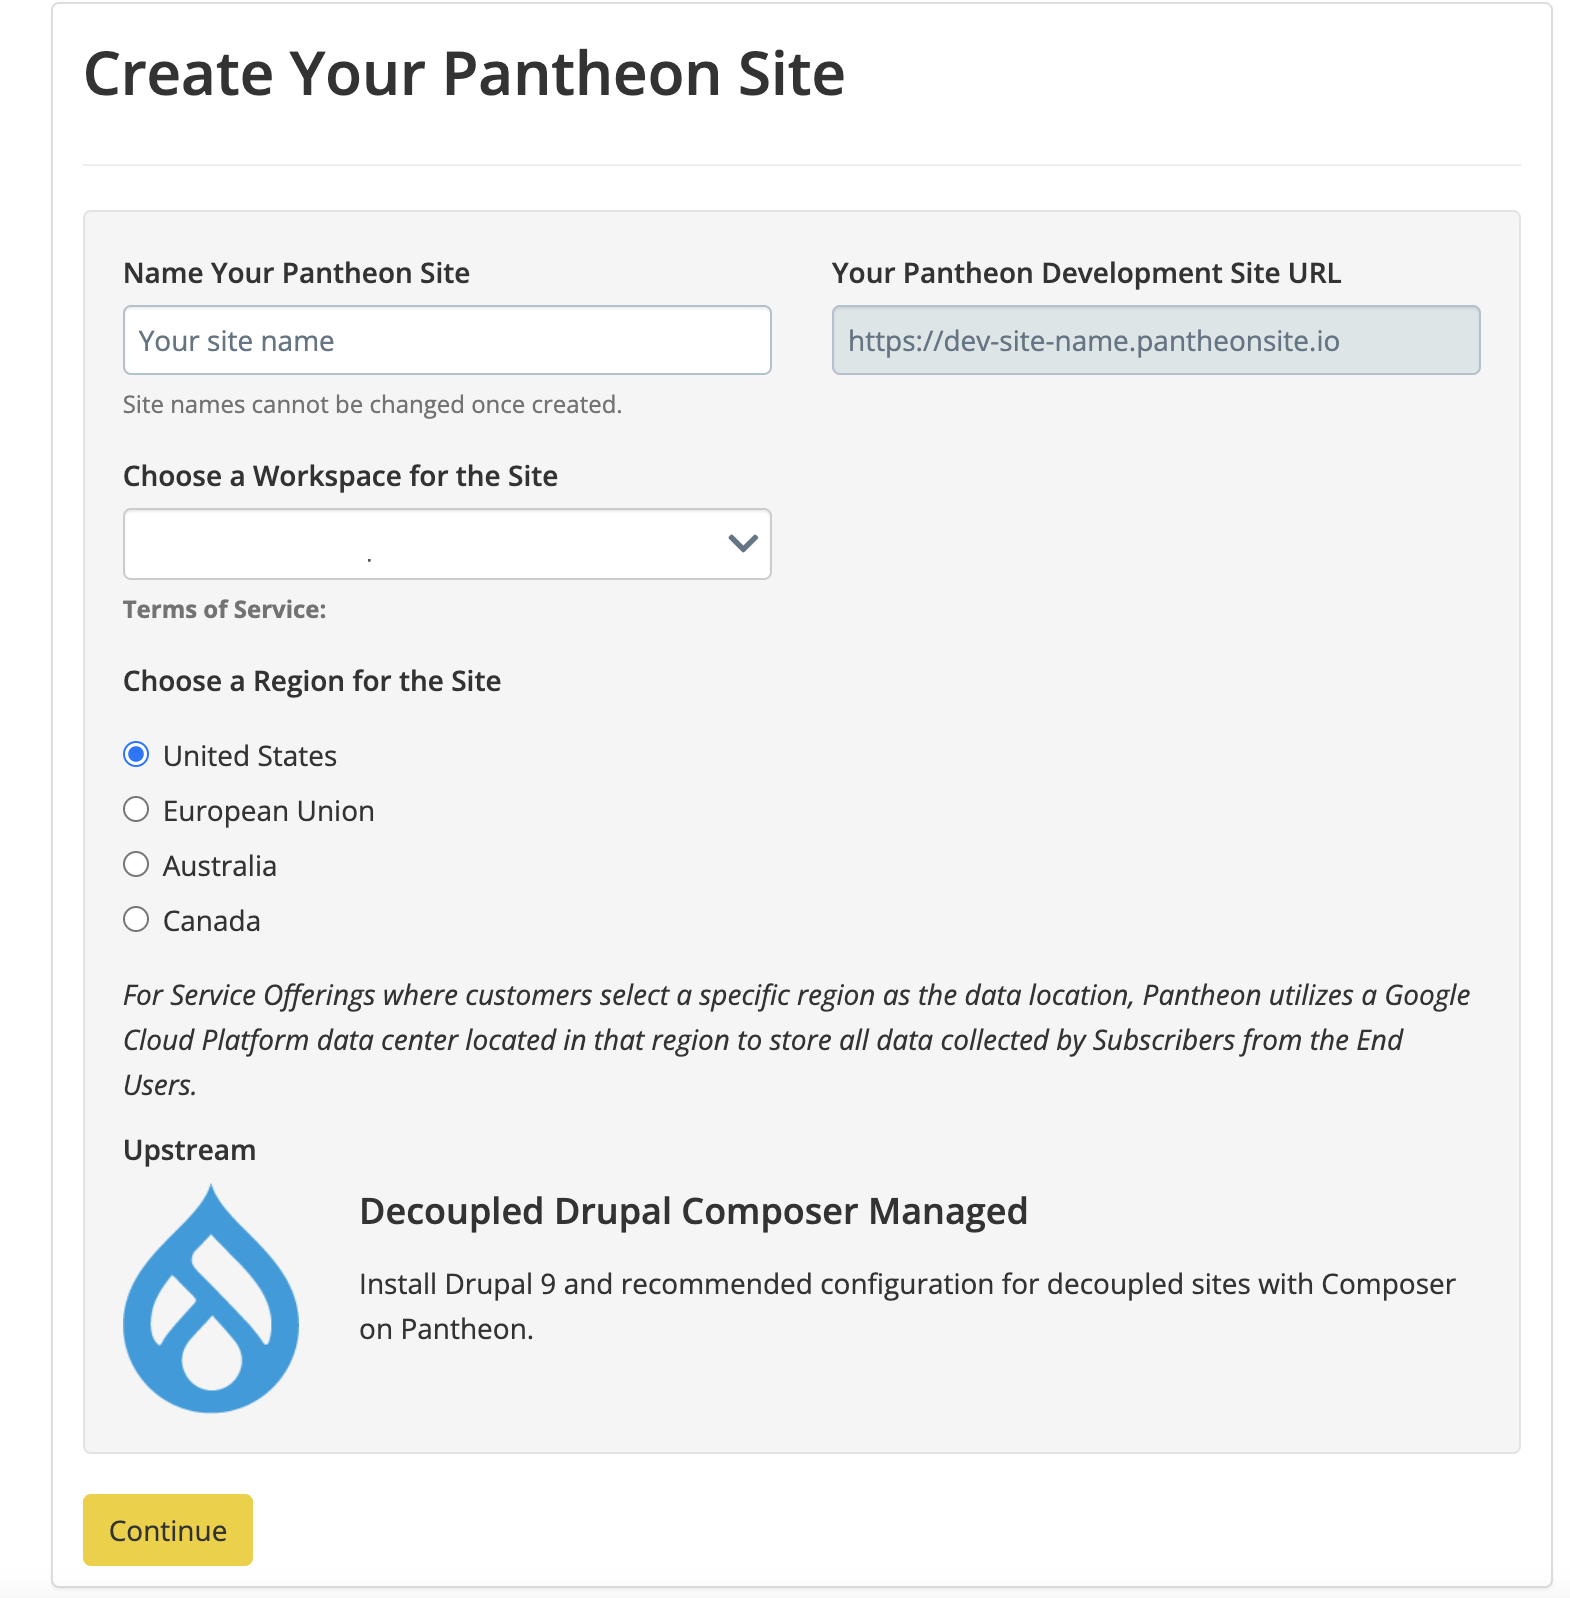 Create Your Pantheon Site
Name Your Pantheon Site
Your site name
Site names cannot be changed once created.
Your Pantheon Development Site URL
https://dev-site-name.pantheonsite.io
Choose a Workspace for the Site
.
Terms of Service:
Choose a Region for the Site
United States
European Union
Australia
Canada
For Service Offerings where customers select a specific region as the data location, Pantheon utilizes a Google
Cloud Platform data center located in that region to store all data collected by Subscribers from the End
Users.
Upstream
Decoupled Drupal Composer Managed
Install Drupal 9 and recommended configuration for decoupled sites with Composer
on Pantheon.
Continue